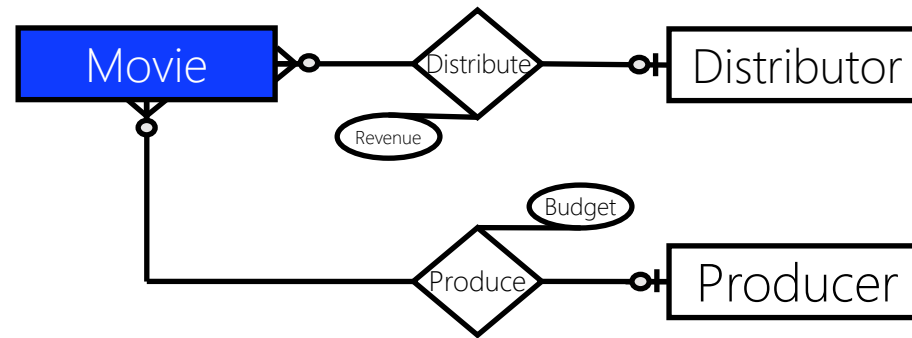 Movie
Distribute
Distributor
Revenue
Budget
Produce
Producer